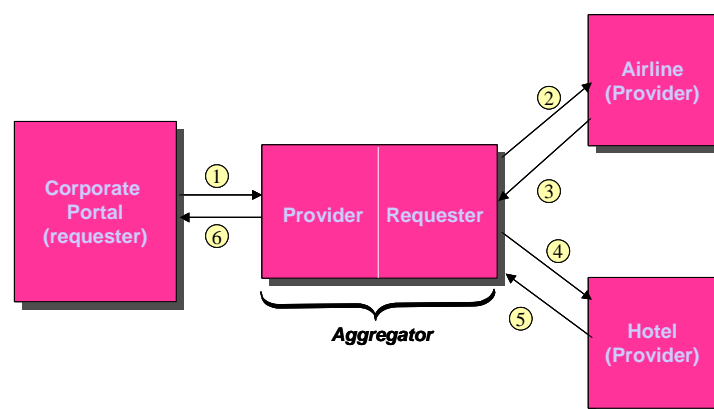 Corporate
Portal
(requester)
1
6
Provider
Requester
Aggregator
2
3
4
5
Airline
(Provider)
Hotel
(Provider)